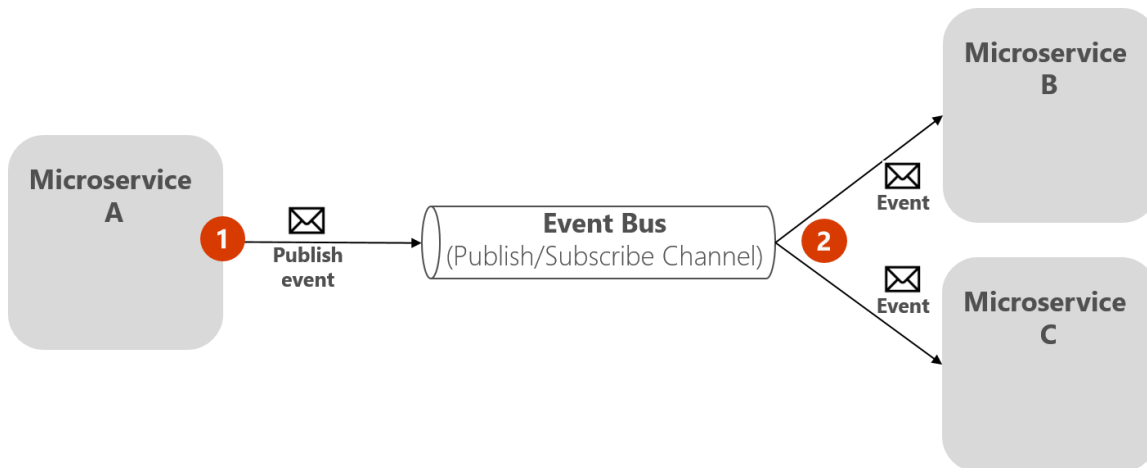 Microservice
A
1
Publish
event
Event Bus
(Publish/Subscribe Channel)
2
Event
Microservice
B
Event
Microservice
C